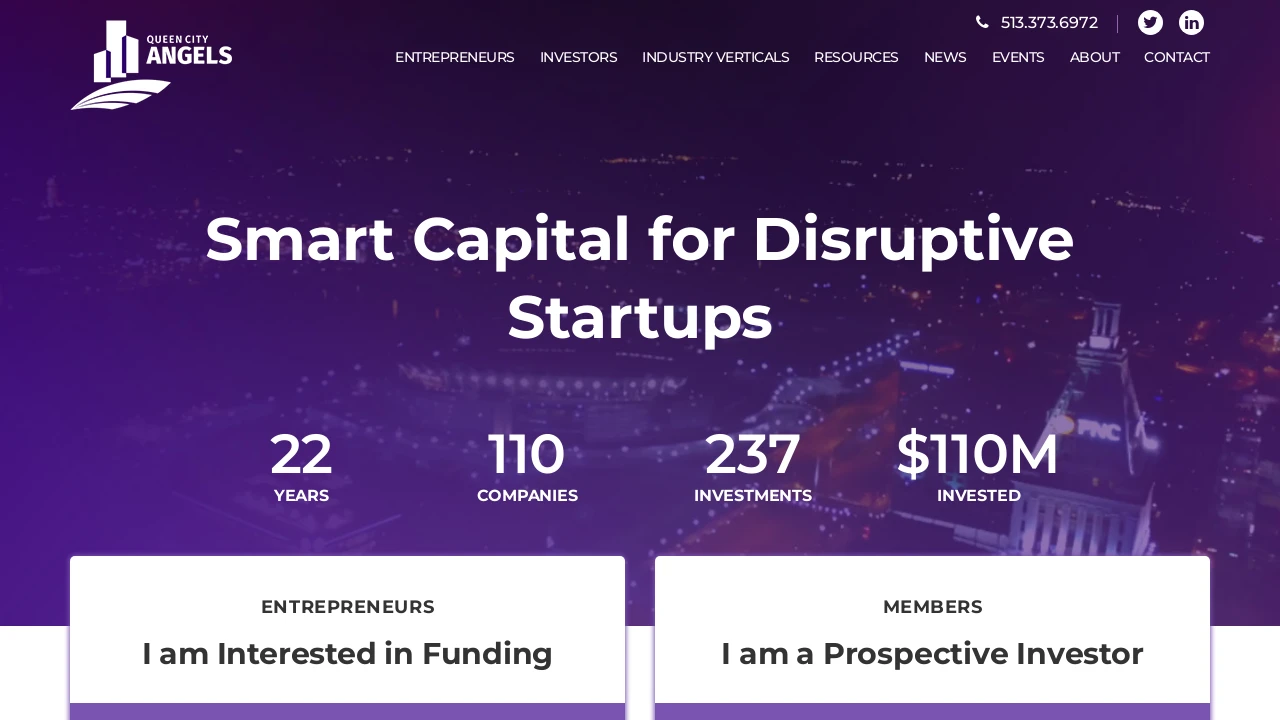 513.373.6972
QUEEN CITY
ANGELS
ENTREPRENEURS INVESTORS INDUSTRY VERTICALS RESOURCES NEWS EVENTS ABOUT CONTACT
Smart Capital for Disruptive
Startups
PNC
22 110 237 $110M
YEARS COMPANIES INVESTMENTS INVESTED
ENTREPRENEURS
I am Interested in Funding
MEMBERS
I am a Prospective Investor